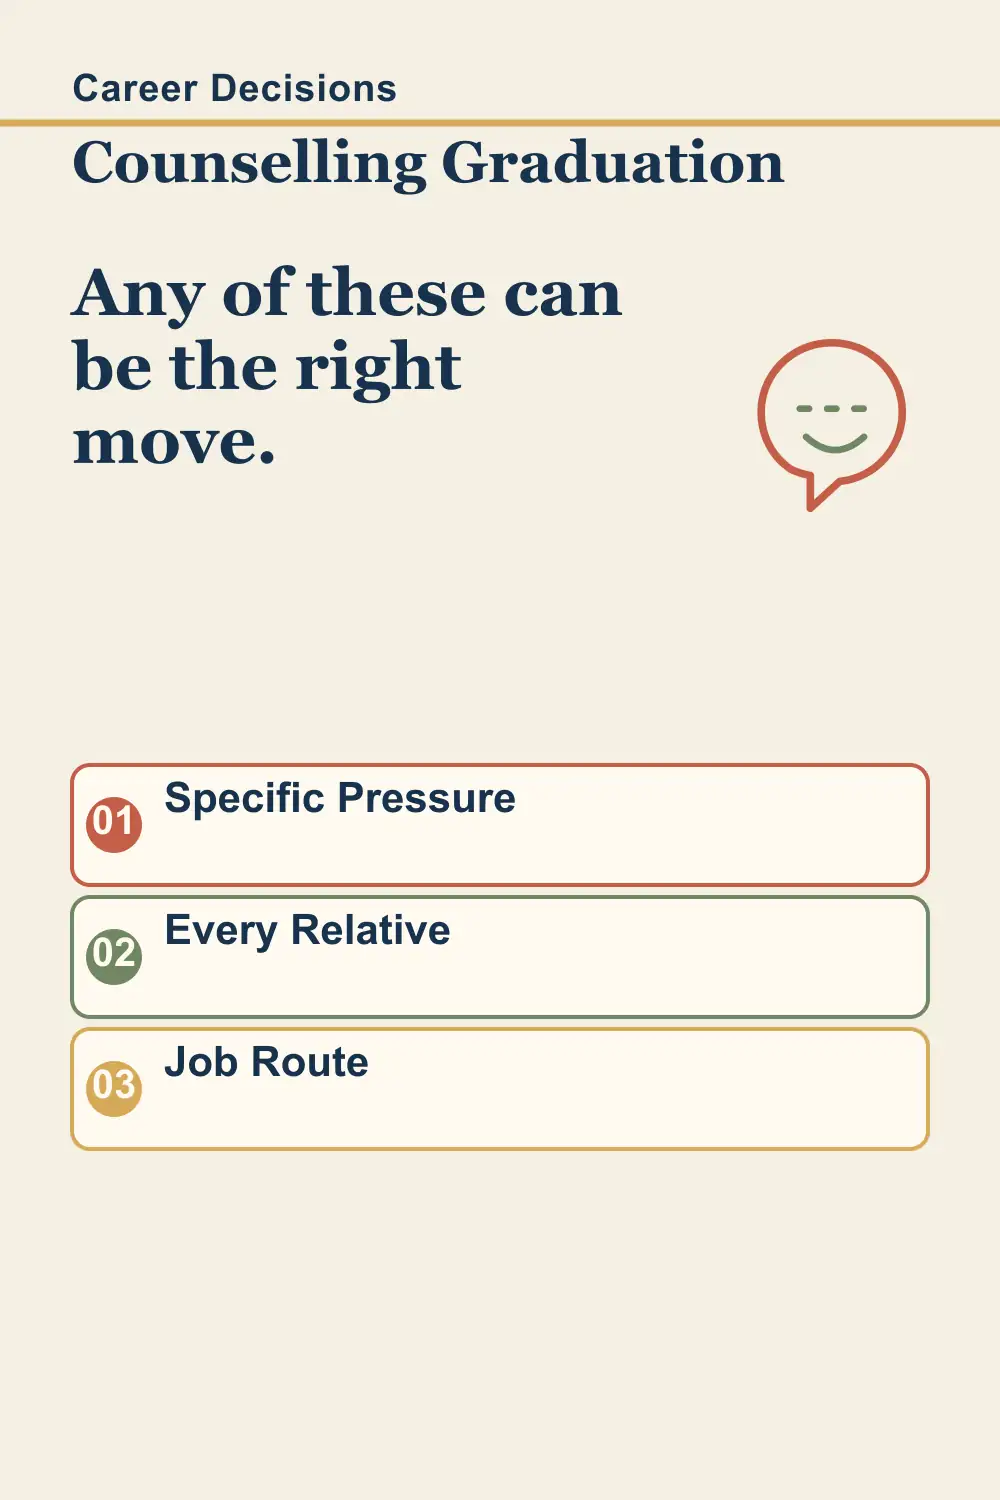 Career Decisions
Counselling Graduation
Any of these can
be the right
move.
01 Specific Pressure
02 Every Relative
03 Job Route